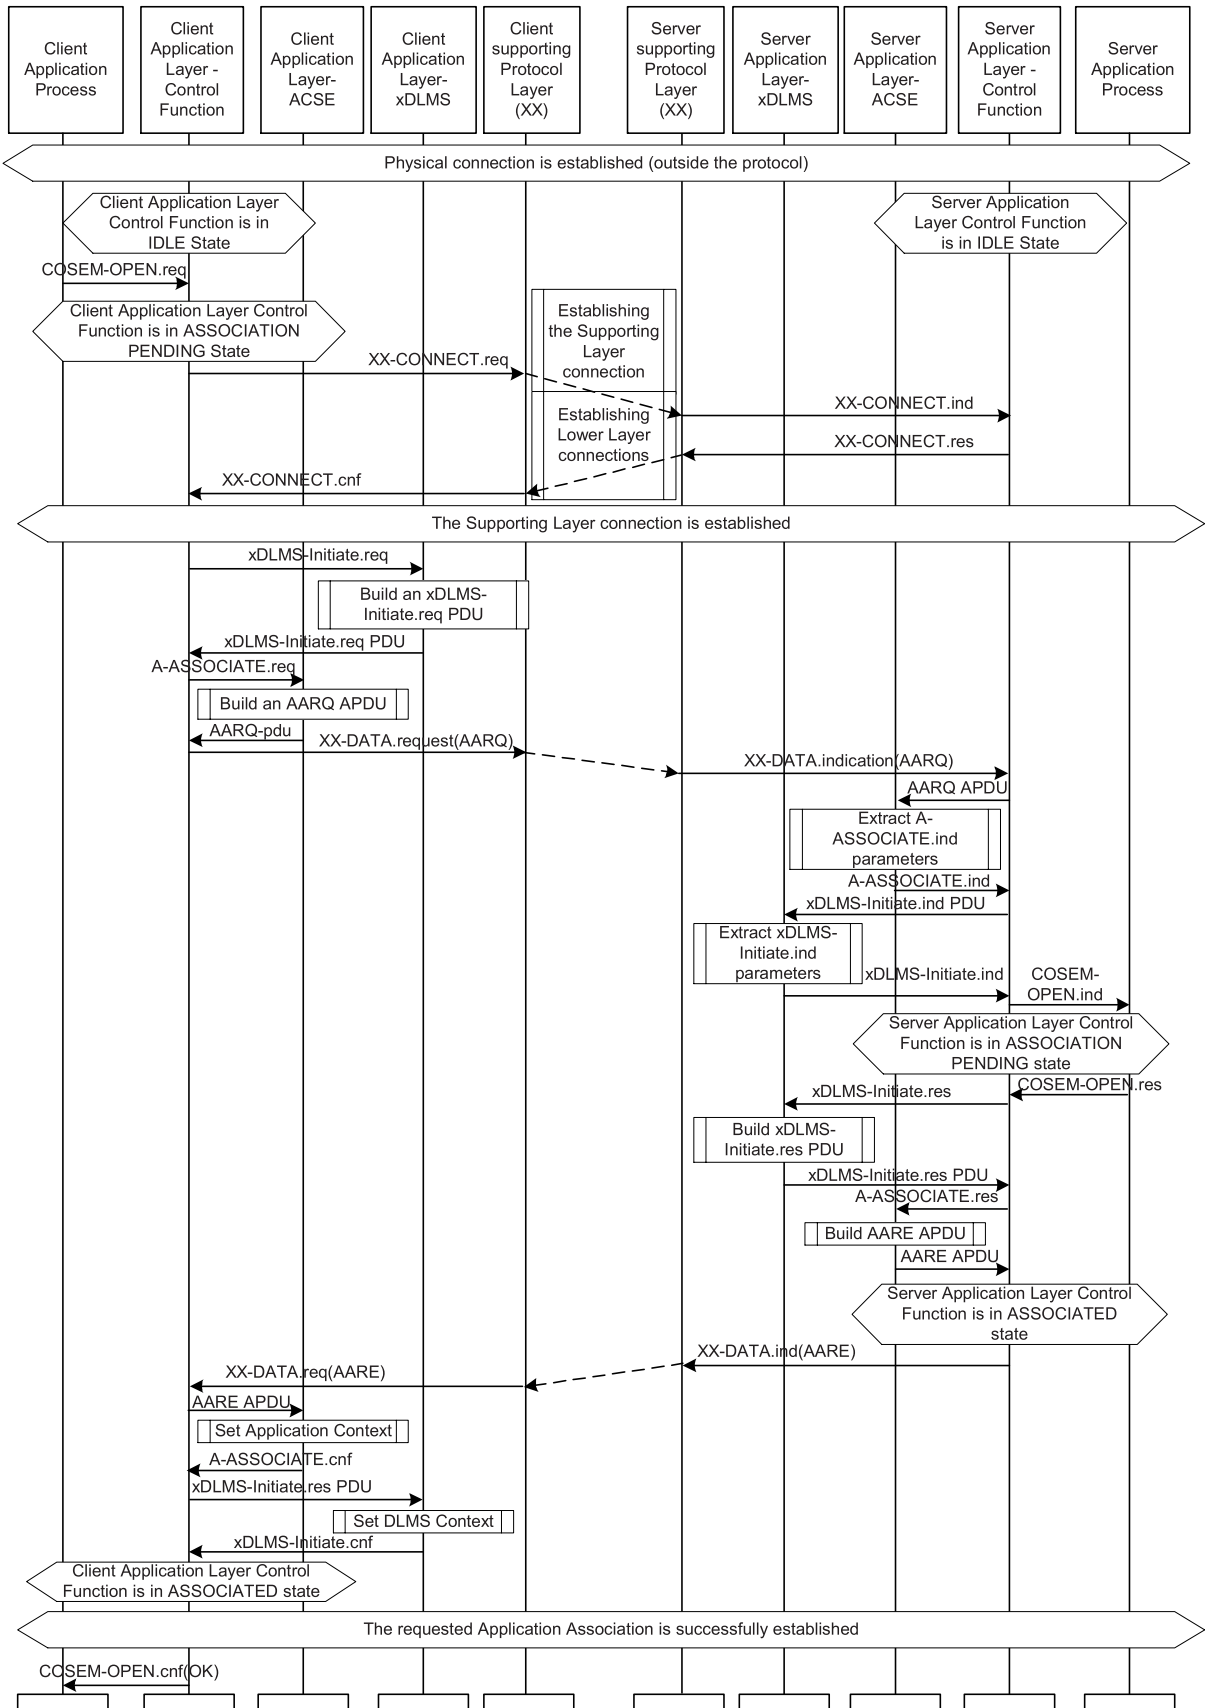 Client
Application
Process
Client
Application
Layer -
Control
Function
Client
Application
Layer-
ACSE
Client
Application
Layer-
xDLMS
Client
supporting
Protocol
Layer
(XX)
Server
supporting
Protocol
Layer
(XX)
Server
Application
Layer-
xDLMS
Server
Application
Layer-
ACSE
Server
Application
Layer -
Control
Function
Server
Application
Process
Physical connection is established (outside the protocol)
Client Application Layer
Control Function is in
IDLE State
Server Application
Layer Control Function
is in IDLE State
COSEM-OPEN.req
Client Application Layer Control
Function is in ASSOCIATION
PENDING State
Establishing
the Supporting
Layer
connection
XX-CONNECT.req
XX-CONNECT.ind
Establishing
Lower Layer
connections
XX-CONNECT.res
XX-CONNECT.cnf
The Supporting Layer connection is established
xDLMS-Initiate.req
Build an xDLMS-
Initiate.req PDU
xDLMS-Initiate.req PDU
A-ASSOCIATE.req
Build an AARQ APDU
AARQ-pdu
XX-DATA.request(AARQ)
XX-DATA.indication(AARQ)
AARQ APDU
Extract A-
ASSOCIATE.ind
parameters
A-ASSOCIATE.ind
xDLMS-Initiate.ind PDU
Extract xDLMS-
Initiate.ind
parameters
xDLMS-Initiate.ind
COSEM-
OPEN.ind
Server Application Layer Control
Function is in ASSOCIATION
PENDING state
COSEM-OPEN.res
xDLMS-Initiate.res
Build xDLMS-
Initiate.res PDU
xDLMS-Initiate.res PDU
A-ASSOCIATE.res
Build AARE APDU
AARE APDU
Server Application Layer Control
Function is in ASSOCIATED
state
XX-DATA.ind(AARE)
XX-DATA.req(AARE)
AARE APDU
Set Application Context
A-ASSOCIATE.cnf
xDLMS-Initiate.res PDU
Set DLMS Context
xDLMS-Initiate.cnf
Client Application Layer Control
Function is in ASSOCIATED state
The requested Application Association is successfully established
COSEM-OPEN.cnf(OK)